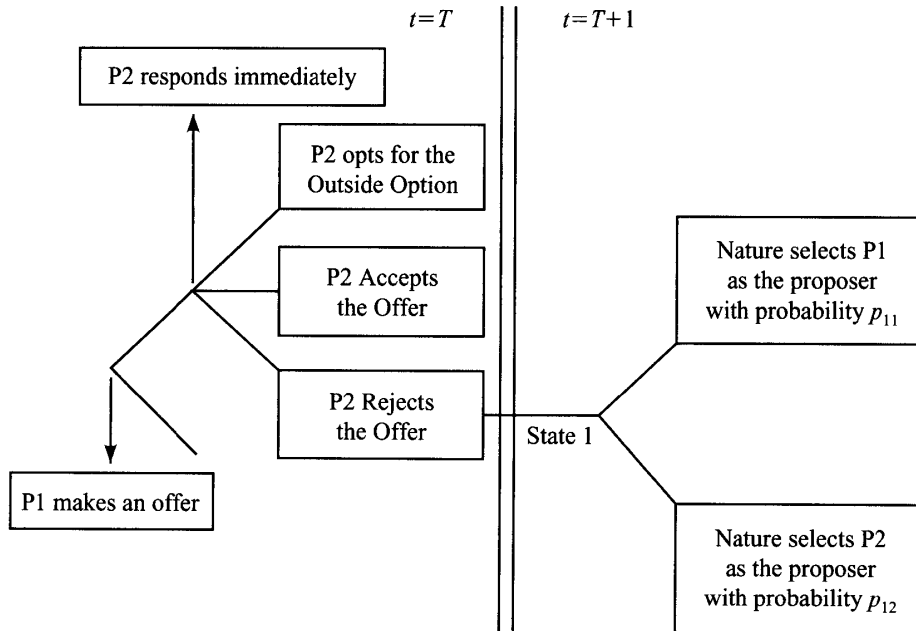 t=T
t=T+1
P2 responds immediately
P2 opts for the
Outside Option
P2 Accepts
the Offer
P2 Rejects
the Offer
P1 makes an offer
State 1
Nature selects P1
as the proposer
with probability p11
Nature selects P2
as the proposer
with probability p12